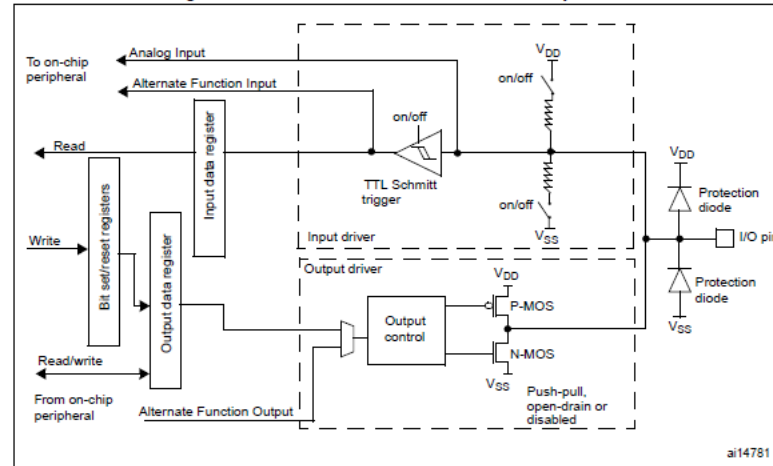 Analog Input
To on-chip
peripheral
Alternate Function Input
Read
Input data register
Bit set/reset registers
Write
Output data register
Read/write
From on-chip
peripheral
Alternate Function Output
on/off
TTL Schmitt
trigger
VDD
on/off
on/off
VSS
Input driver
Output driver
VDD
P-MOS
Output
control
N-MOS
VSS
Push-pull,
open-drain or
disabled
VDD
Protection
diode
I/O pin
Protection
diode
VSS
ai14781